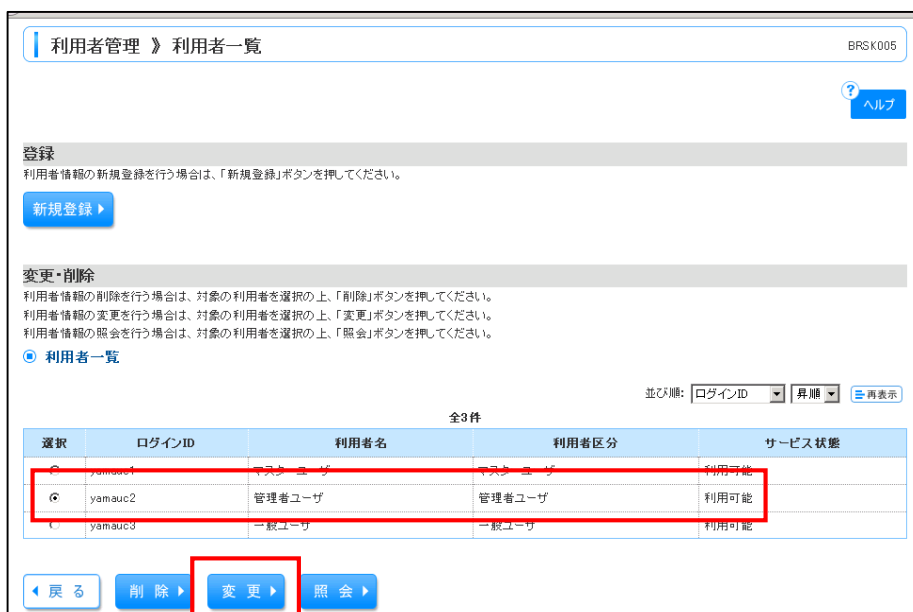 利用者管理 》 利用者一覧
BRSK005
?
ヘルプ
登録
利用者情報の新規登録を行う場合は、「新規登録」ボタンを押してください。
新規登録
変更・削除
利用者情報の削除を行う場合は、対象の利用者を選択の上、「削除」ボタンを押してください。
利用者情報の変更を行う場合は、対象の利用者を選択の上、「変更」ボタンを押してください。
利用者情報の照会を行う場合は、対象の利用者を選択の上、「照会」ボタンを押してください。
利用者一覧
並び順: ログインID 昇順 再表示
全3件
選択 ログインID 利用者名 利用者区分 サービス状態
yamauc1 マスターユーザ マスターユーザ 利用可能
yamauc2 管理者ユーザ 管理者ユーザ 利用可能
yamauc3 一般ユーザ 一般ユーザ 利用可能
戻る 削除 変更 照会